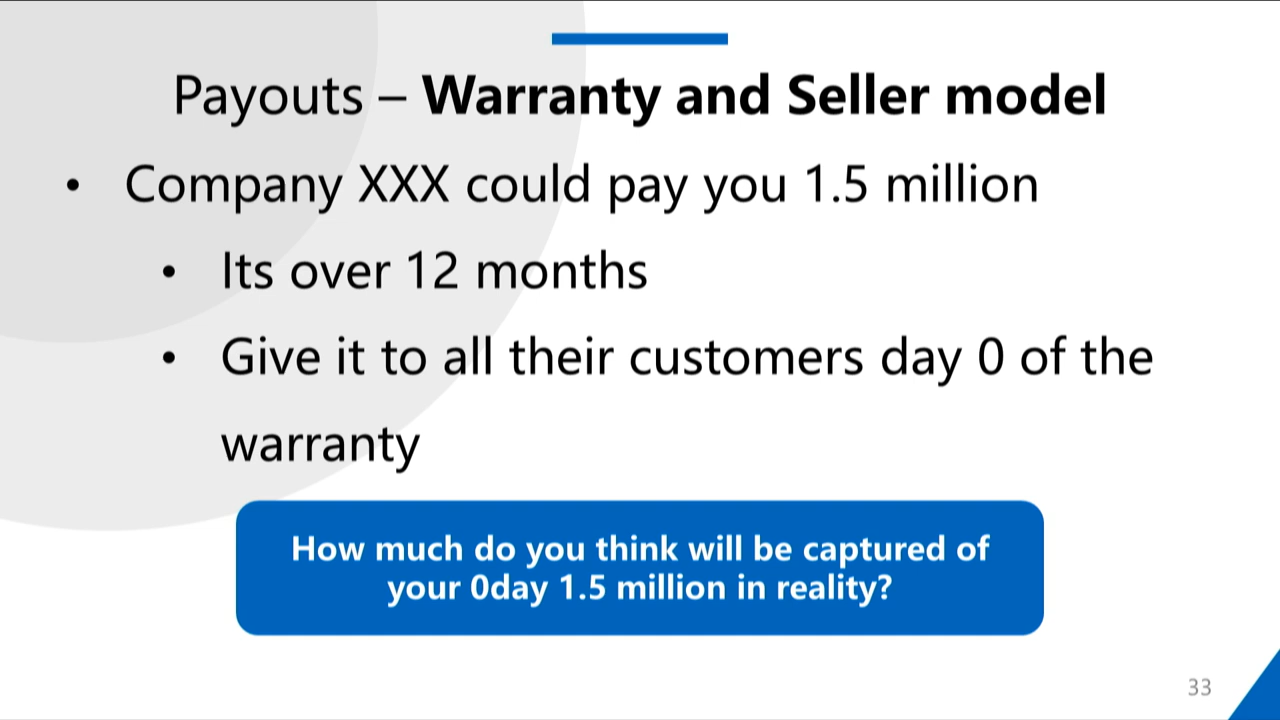 Payouts – Warranty and Seller model
• Company XXX could pay you 1.5 million
• Its over 12 months
• Give it to all their customers day 0 of the
warranty
How much do you think will be captured of
your 0day 1.5 million in reality?
33